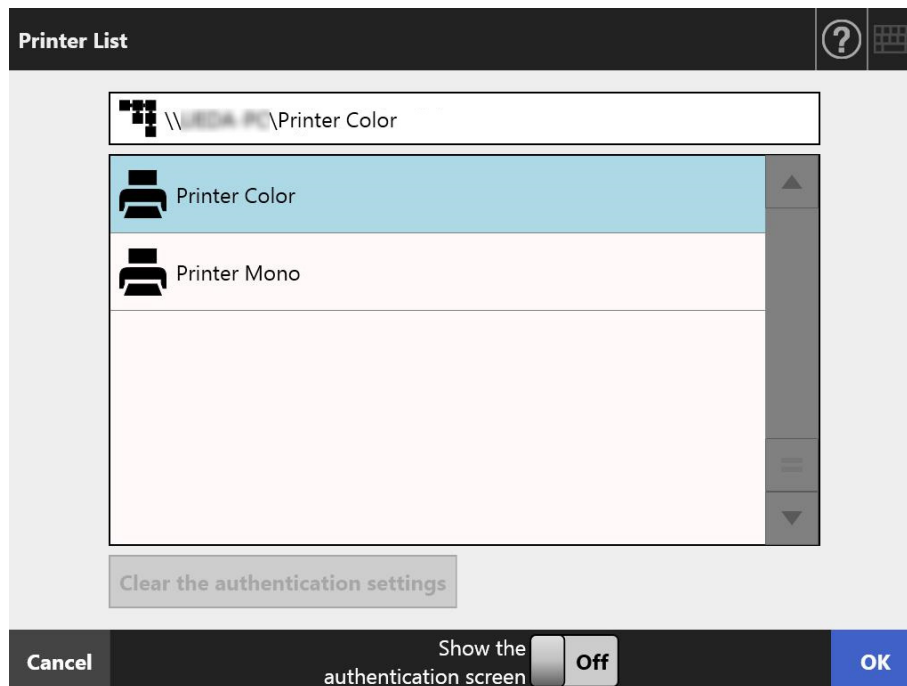 Printer List
\\ \Printer Color
Printer Color
Printer Mono
Clear the authentication settings
Cancel
Show the
authentication screen
Off
OK